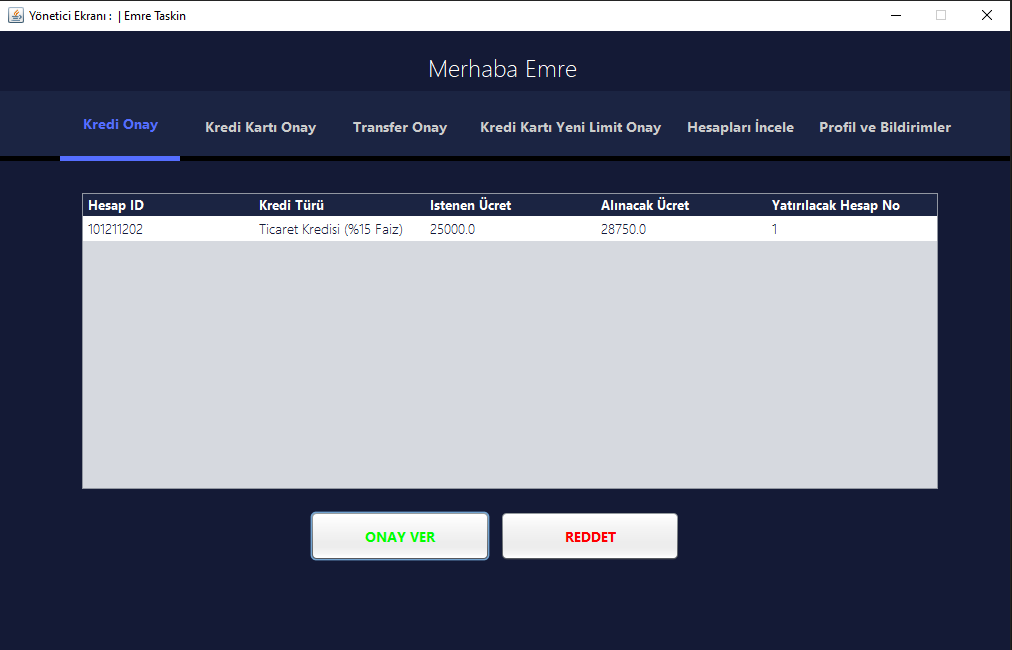 Yönetici Ekranı : | Emre Taskin
Merhaba Emre
Kredi Onay Kredi Kartı Onay Transfer Onay Kredi Kartı Yeni Limit Onay Hesapları İncele Profil ve Bildirimler
Hesap ID Kredi Türü Istenen Ücret Alınacak Ücret Yatırılacak Hesap No
101211202 Ticaret Kredisi (%15 Faiz) 25000.0 28750.0 1
ONAY VER REDDET